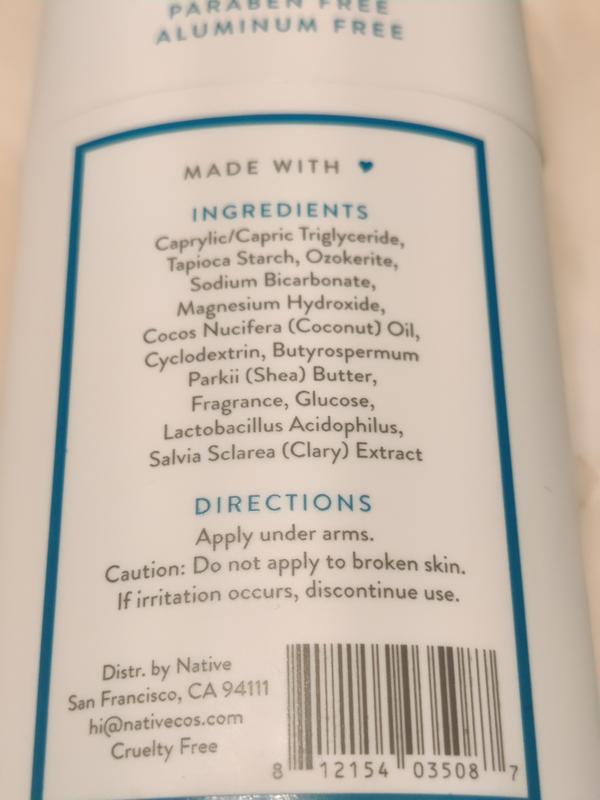 PARABEN FREE
ALUMINUM FREE
MADE WITH
INGREDIENTS
Caprylic/Capric Triglyceride,
Tapioca Starch, Ozokerite,
Sodium Bicarbonate,
Magnesium Hydroxide,
Cocos Nucifera (Coconut) Oil,
Cyclodextrin, Butyrospermum
Parkii (Shea) Butter,
Fragrance, Glucose,
Lactobacillus Acidophilus,
Salvia Sclarea (Clary) Extract
DIRECTIONS
Apply under arms.
Caution: Do not apply to broken skin.
If irritation occurs, discontinue use.
Distr. by Native
San Francisco, CA 94111
hi@nativecos.com
Cruelty Free
8 12154 03508 7